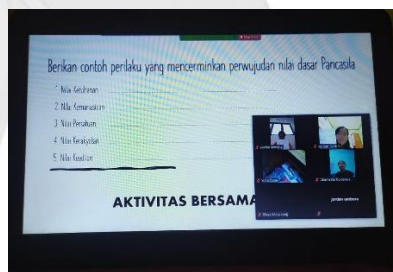 Berikan contoh perilaku yang mencerminkan perwujudan nilai dasar Pancasila
1. Nilai Ketuhanan
2. Nilai Kemanusiaan
3. Nilai Persatuan
4. Nilai Kerakyatan
5. Nilai Keadilan
AKTIVITAS BERSAMA